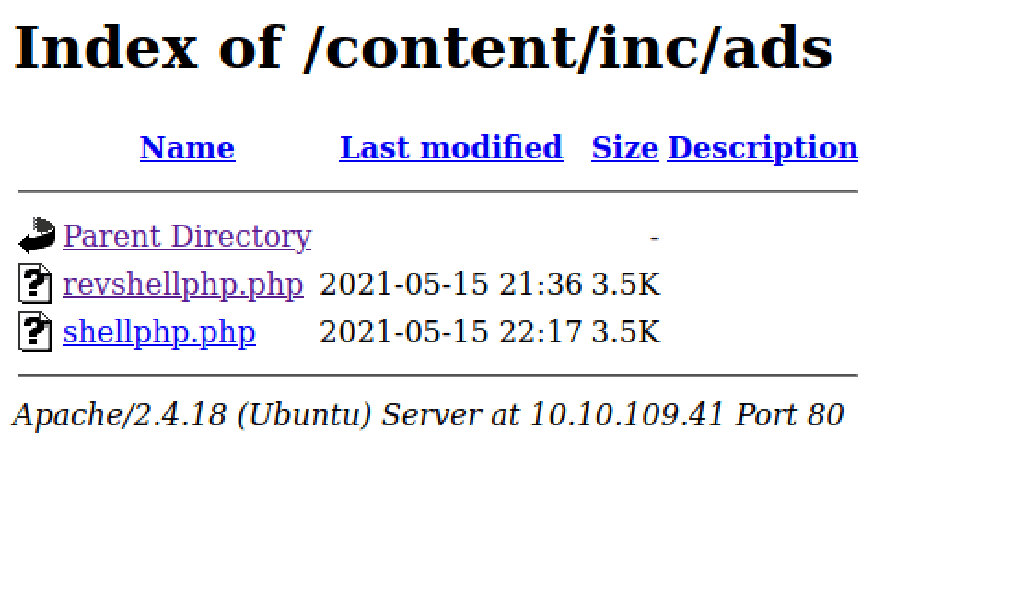 Index of /content/inc/ads
Name Last modified Size Description
Parent Directory -
revshellphp.php 2021-05-15 21:36 3.5K
shellphp.php 2021-05-15 22:17 3.5K
Apache/2.4.18 (Ubuntu) Server at 10.10.109.41 Port 80